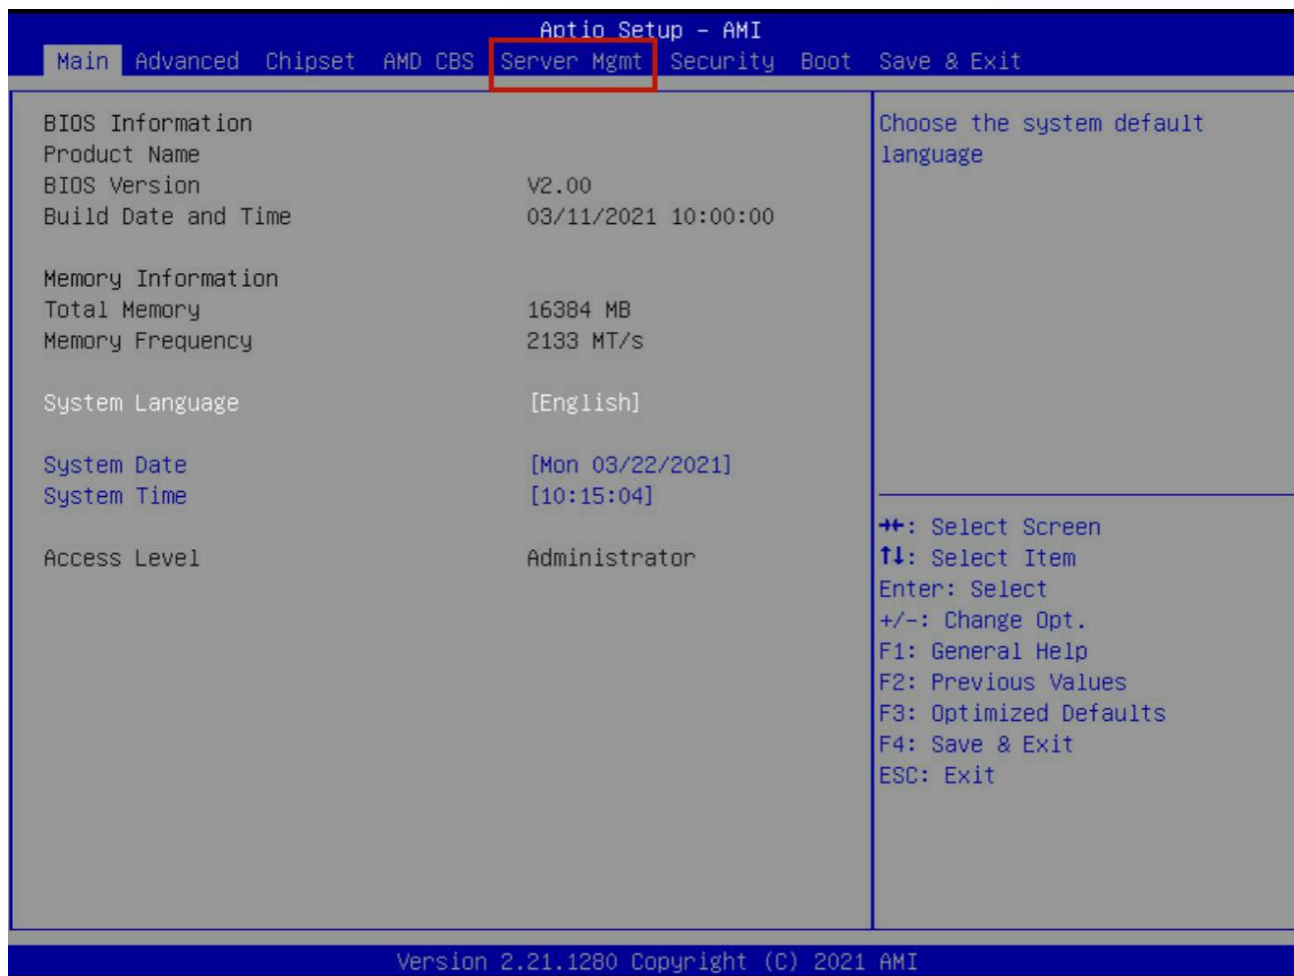 Aptio Setup – AMI
Main Advanced Chipset AMD CBS Server Mgmt Security Boot Save & Exit
BIOS Information
Product Name
BIOS Version V2.00
Build Date and Time 03/11/2021 10:00:00
Memory Information
Total Memory 16384 MB
Memory Frequency 2133 MT/s
System Language [English]
System Date [Mon 03/22/2021]
System Time [10:15:04]
Access Level Administrator
Choose the system default
language
→←: Select Screen
↑↓: Select Item
Enter: Select
+/-: Change Opt.
F1: General Help
F2: Previous Values
F3: Optimized Defaults
F4: Save & Exit
ESC: Exit
Version 2.21.1280 Copyright (C) 2021 AMI